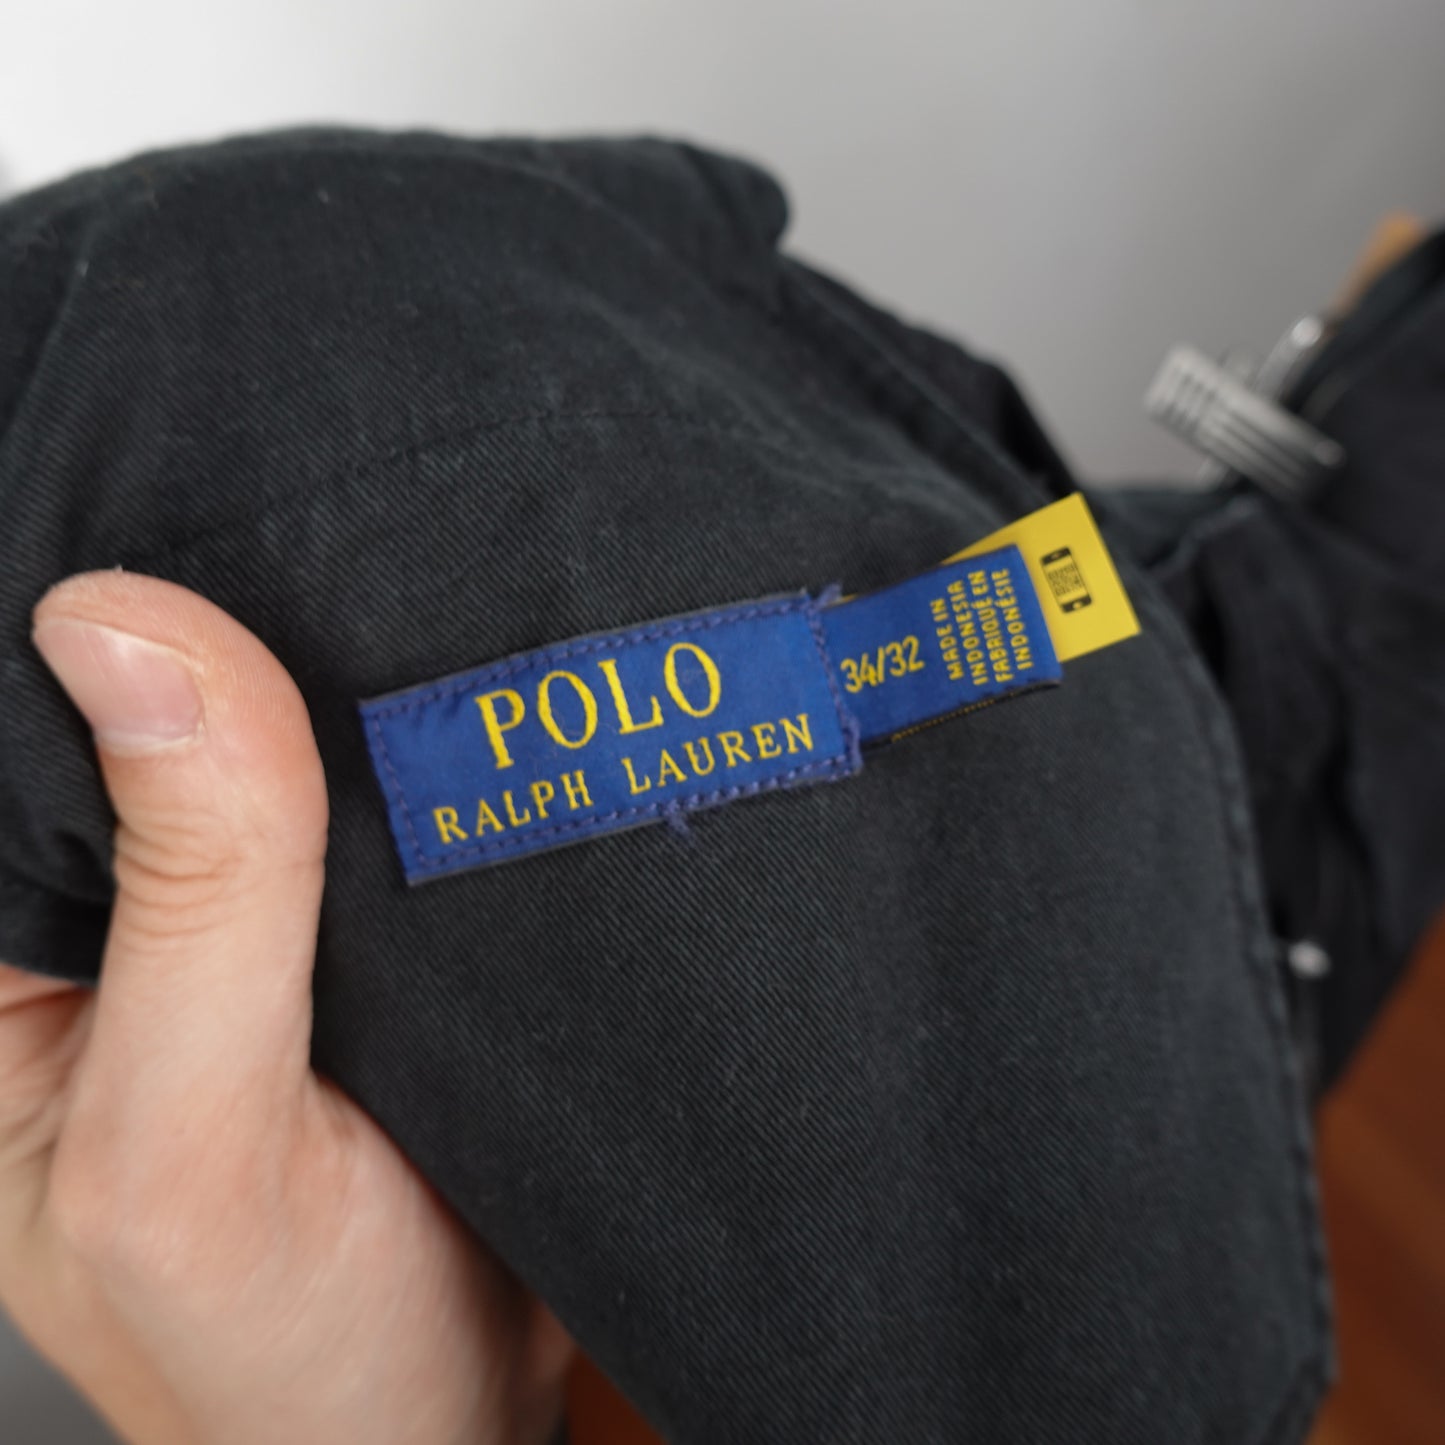 POLO
RALPH LAUREN
34/32
MADE IN
INDONESIA
FABRIQUÉ EN
INDONÉSIE